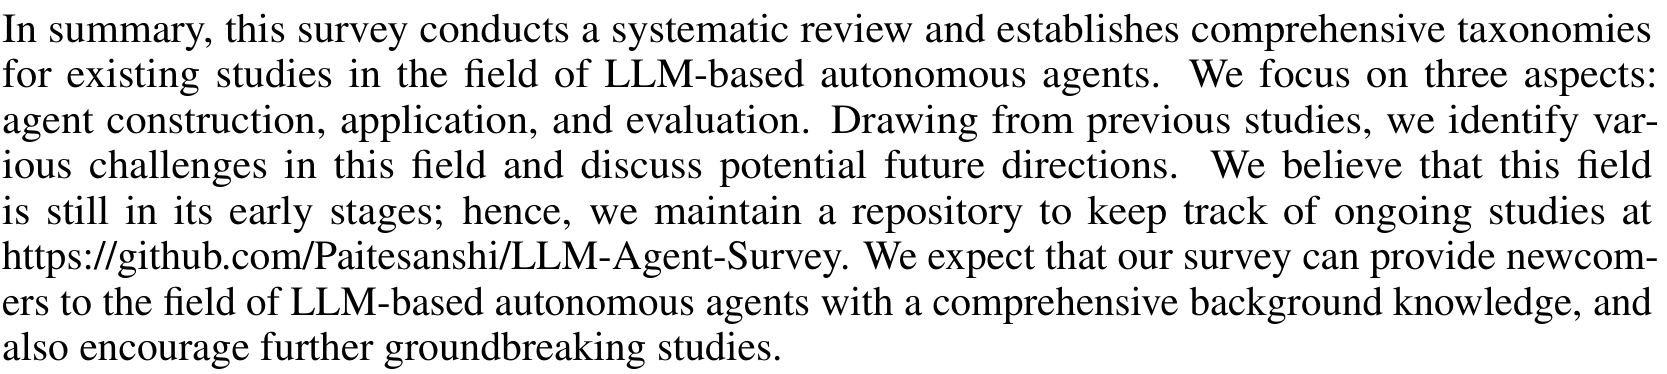 In summary, this survey conducts a systematic review and establishes comprehensive taxonomies
for existing studies in the field of LLM-based autonomous agents. We focus on three aspects:
agent construction, application, and evaluation. Drawing from previous studies, we identify var-
ious challenges in this field and discuss potential future directions. We believe that this field
is still in its early stages; hence, we maintain a repository to keep track of ongoing studies at
https://github.com/Paitesanshi/LLM-Agent-Survey. We expect that our survey can provide newcom-
ers to the field of LLM-based autonomous agents with a comprehensive background knowledge, and
also encourage further groundbreaking studies.